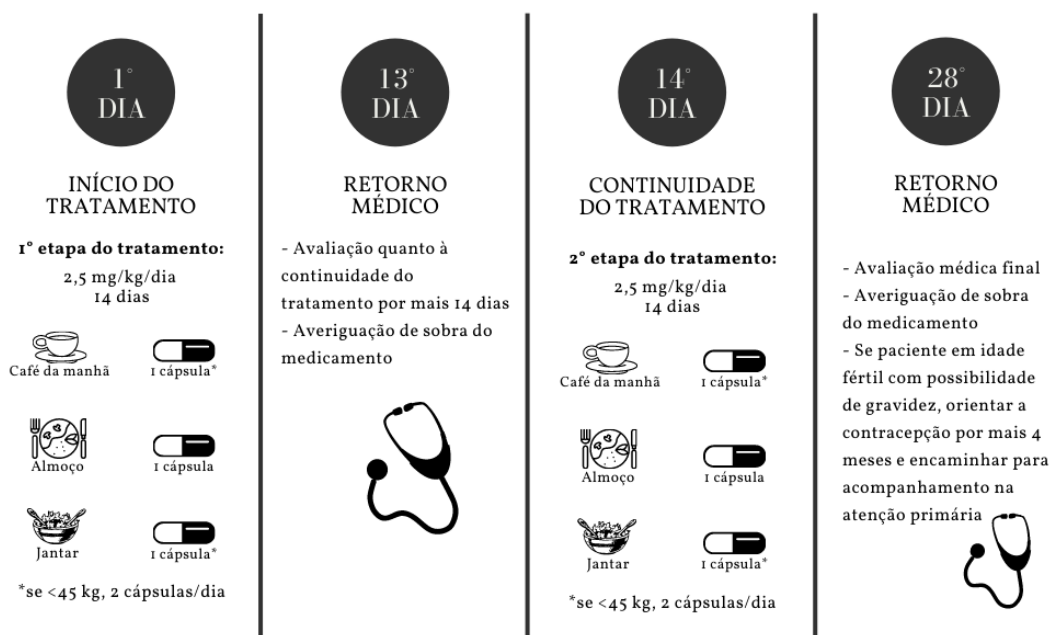 1°
DIA
INÍCIO DO
TRATAMENTO
1° etapa do tratamento:
2,5 mg/kg/dia
14 dias
Café da manhã
1 cápsula*
Almoço
1 cápsula
Jantar
1 cápsula*
*se <45 kg, 2 cápsulas/dia
13°
DIA
RETORNO
MÉDICO
- Avaliação quanto à
continuidade do
tratamento por mais 14 dias
- Averiguação de sobra do
medicamento
14°
DIA
CONTINUIDADE
DO TRATAMENTO
2° etapa do tratamento:
2,5 mg/kg/dia
14 dias
Café da manhã
1 cápsula*
Almoço
1 cápsula
Jantar
1 cápsula*
*se <45 kg, 2 cápsulas/dia
28°
DIA
RETORNO
MÉDICO
- Avaliação médica final
- Averiguação de sobra
do medicamento
- Se paciente em idade
fértil com possibilidade
de gravidez, orientar a
contracepção por mais 4
meses e encaminhar para
acompanhamento na
atenção primária